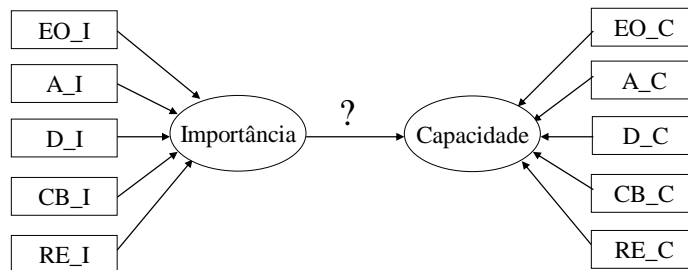 EO_I
A_I
D_I
CB_I
RE_I
Importância
?
Capacidade
EO_C
A_C
D_C
CB_C
RE_C